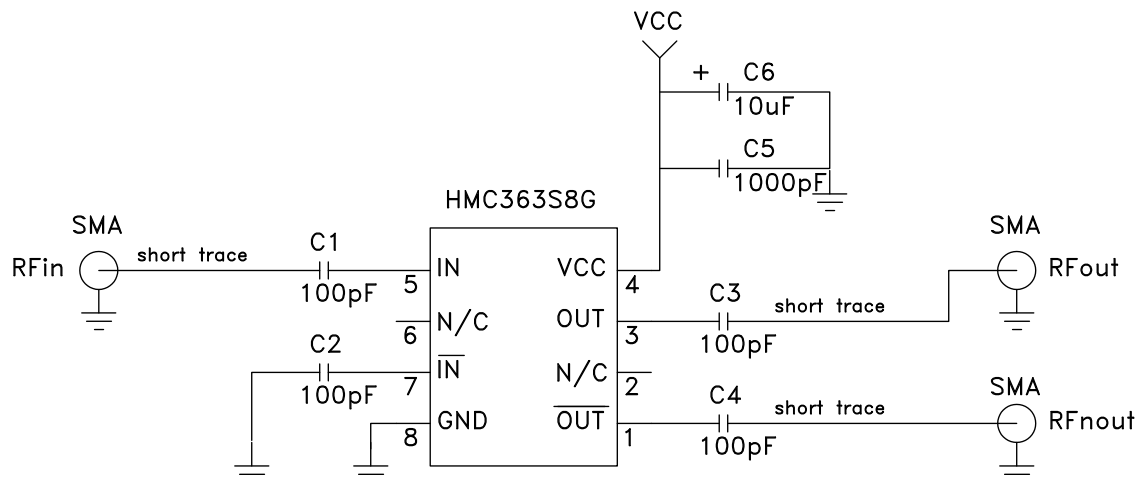 VCC
+ C6
10uF
C5
1000pF
HMC363S8G
SMA
RFin
short trace
C1
100pF
5 IN
6 N/C
C2
100pF
7 IN
8 GND
VCC 4
OUT 3
N/C 2
OUT 1
C3
100pF
short trace
SMA
RFout
C4
100pF
short trace
SMA
RFnout